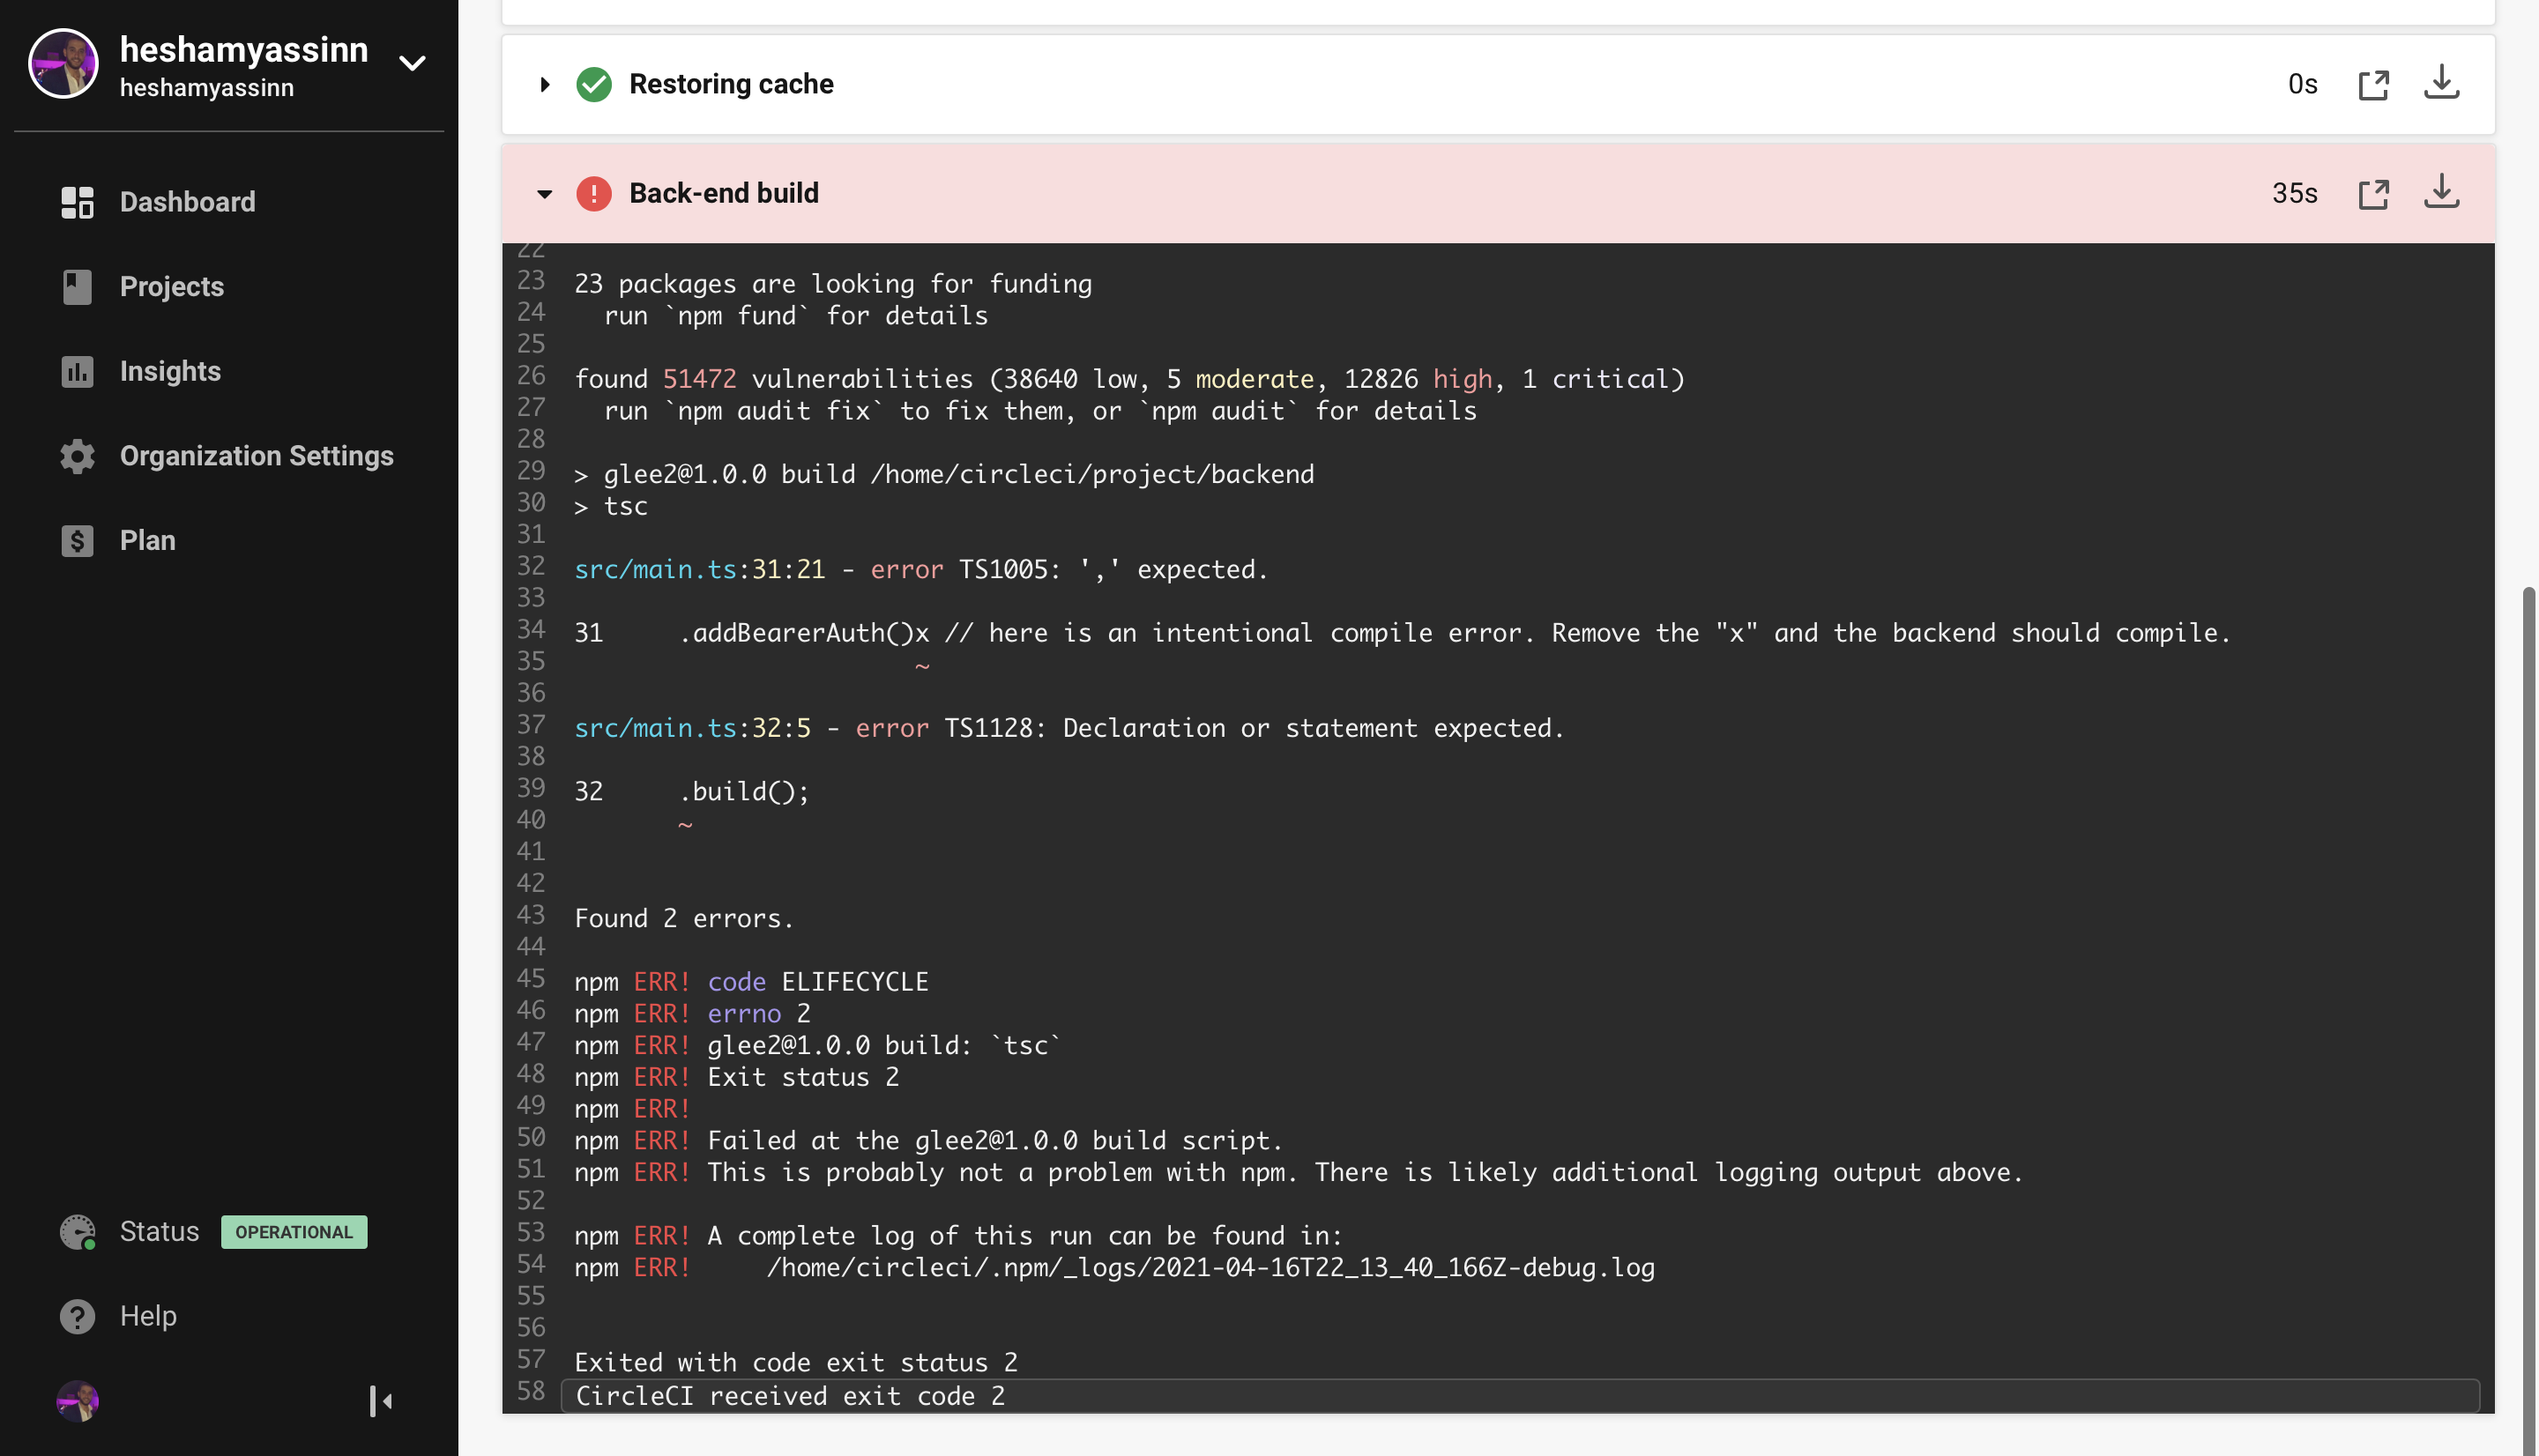 heshamyassinn
heshamyassinn
Dashboard
Projects
Insights
Organization Settings
Plan
Status OPERATIONAL
Help
Restoring cache 0s
Back-end build 35s
22
23 23 packages are looking for funding
24   run `npm fund` for details
25
26 found 51472 vulnerabilities (38640 low, 5 moderate, 12826 high, 1 critical)
27   run `npm audit fix` to fix them, or `npm audit` for details
28
29 > glee2@1.0.0 build /home/circleci/project/backend
30 > tsc
31
32 src/main.ts:31:21 - error TS1005: ',' expected.
33
34 31     .addBearerAuth()x // here is an intentional compile error. Remove the "x" and the backend should compile.
35                        ~
36
37 src/main.ts:32:5 - error TS1128: Declaration or statement expected.
38
39 32     .build();
40        ~
41
42
43 Found 2 errors.
44
45 npm ERR! code ELIFECYCLE
46 npm ERR! errno 2
47 npm ERR! glee2@1.0.0 build: `tsc`
48 npm ERR! Exit status 2
49 npm ERR!
50 npm ERR! Failed at the glee2@1.0.0 build script.
51 npm ERR! This is probably not a problem with npm. There is likely additional logging output above.
52
53 npm ERR! A complete log of this run can be found in:
54 npm ERR!     /home/circleci/.npm/_logs/2021-04-16T22_13_40_166Z-debug.log
55
56
57 Exited with code exit status 2
58 CircleCI received exit code 2